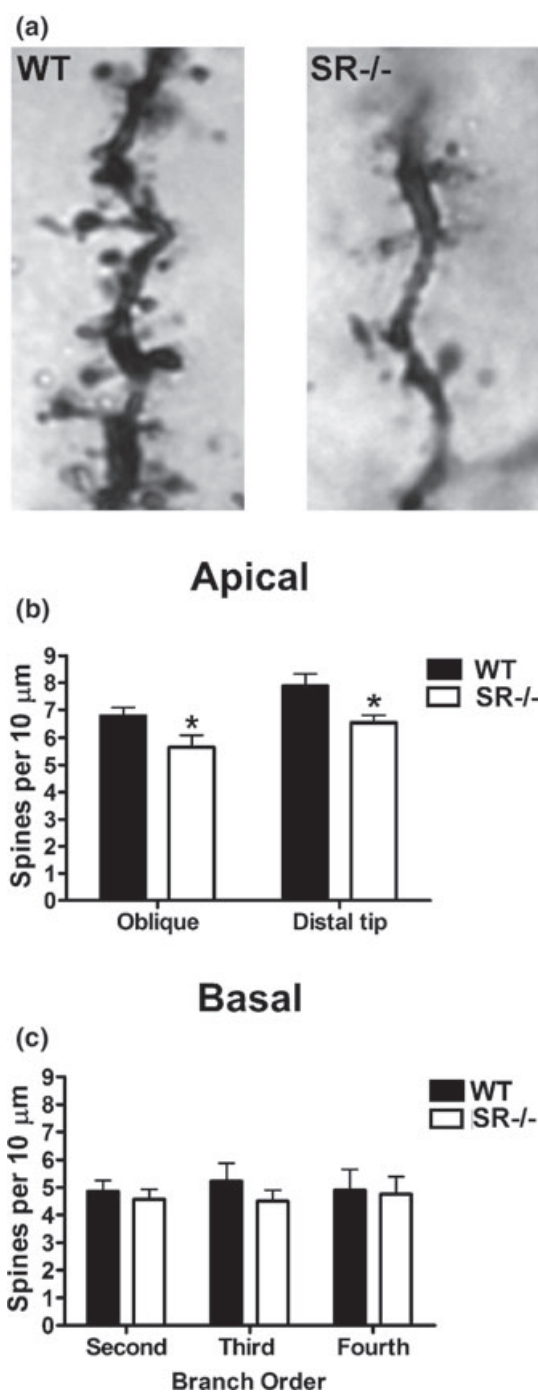 (a)
WT SR-/-
Apical
(b)
Spines per 10 μm
9
8
7
6
5
4
3
2
1
0
* *
WT
SR-/-
Oblique Distal tip
Basal
(c)
Spines per 10 μm
9
8
7
6
5
4
3
2
1
0
WT
SR-/-
Second Third Fourth
Branch Order